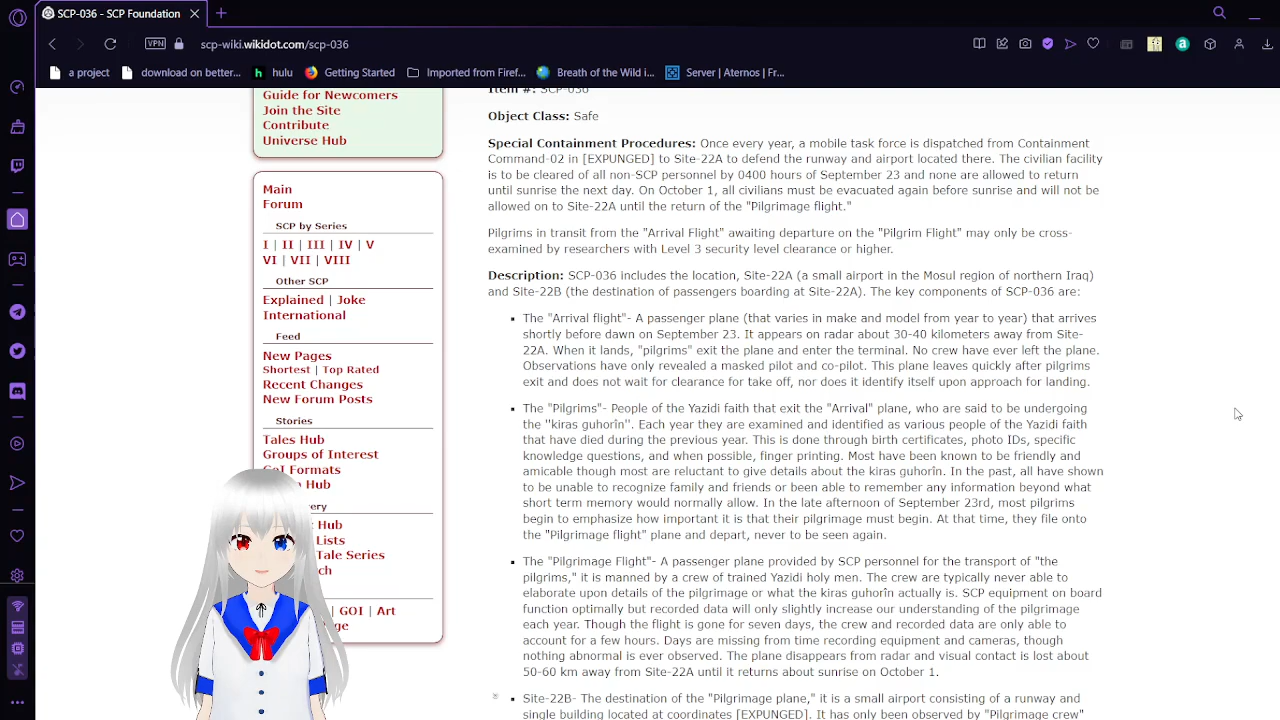 SCP-036 - SCP Foundation
VPN
scp-wiki.wikidot.com/scp-036
a project
download on better...
hulu
Getting Started
Imported from Firef...
Breath of the Wild i...
Server | Aternos | Fr...
Guide for Newcomers
Join the Site
Contribute
Universe Hub
Main
Forum
SCP by Series
I | II | III | IV | V
VI | VII | VIII
Other SCP
Explained | Joke
International
Feed
New Pages
Shortest | Top Rated
Recent Changes
New Forum Posts
Stories
Tales Hub
Groups of Interest
GoI Formats
Hub
Hub
Lists
Tale Series
| GOI | Art
Item #: SCP-036
Object Class: Safe
Special Containment Procedures: Once every year, a mobile task force is dispatched from Containment
Command-02 in [EXPUNGED] to Site-22A to defend the runway and airport located there. The civilian facility
is to be cleared of all non-SCP personnel by 0400 hours of September 23 and none are allowed to return
until sunrise the next day. On October 1, all civilians must be evacuated again before sunrise and will not be
allowed on to Site-22A until the return of the "Pilgrimage flight."
Pilgrims in transit from the "Arrival Flight" awaiting departure on the "Pilgrim Flight" may only be cross-
examined by researchers with Level 3 security level clearance or higher.
Description: SCP-036 includes the location, Site-22A (a small airport in the Mosul region of northern Iraq)
and Site-22B (the destination of passengers boarding at Site-22A). The key components of SCP-036 are:
The "Arrival flight"- A passenger plane (that varies in make and model from year to year) that arrives
shortly before dawn on September 23. It appears on radar about 30-40 kilometers away from Site-
22A. When it lands, "pilgrims" exit the plane and enter the terminal. No crew have ever left the plane.
Observations have only revealed a masked pilot and co-pilot. This plane leaves quickly after pilgrims
exit and does not wait for clearance for take off, nor does it identify itself upon approach for landing.
The "Pilgrims"- People of the Yazidi faith that exit the "Arrival" plane, who are said to be undergoing
the "kiras guhorîn". Each year they are examined and identified as various people of the Yazidi faith
that have died during the previous year. This is done through birth certificates, photo IDs, specific
knowledge questions, and when possible, finger printing. Most have been known to be friendly and
amicable though most are reluctant to give details about the kiras guhorîn. In the past, all have shown
to be unable to recognize family and friends or been able to remember any information beyond what
short term memory would normally allow. In the late afternoon of September 23rd, most pilgrims
begin to emphasize how important it is that their pilgrimage must begin. At that time, they file onto
the "Pilgrimage flight" plane and depart, never to be seen again.
The "Pilgrimage Flight"- A passenger plane provided by SCP personnel for the transport of "the
pilgrims," it is manned by a crew of trained Yazidi holy men. The crew are typically never able to
elaborate upon details of the pilgrimage or what the kiras guhorîn actually is. SCP equipment on board
function optimally but recorded data will only slightly increase our understanding of the pilgrimage
each year. Though the flight is gone for seven days, the crew and recorded data are only able to
account for a few hours. Days are missing from time recording equipment and cameras, though
nothing abnormal is ever observed. The plane disappears from radar and visual contact is lost about
50-60 km away from Site-22A until it returns about sunrise on October 1.
Site-22B- The destination of the "Pilgrimage plane," it is a small airport consisting of a runway and
single building located at coordinates [EXPUNGED]. It has only been observed by "Pilgrimage crew"